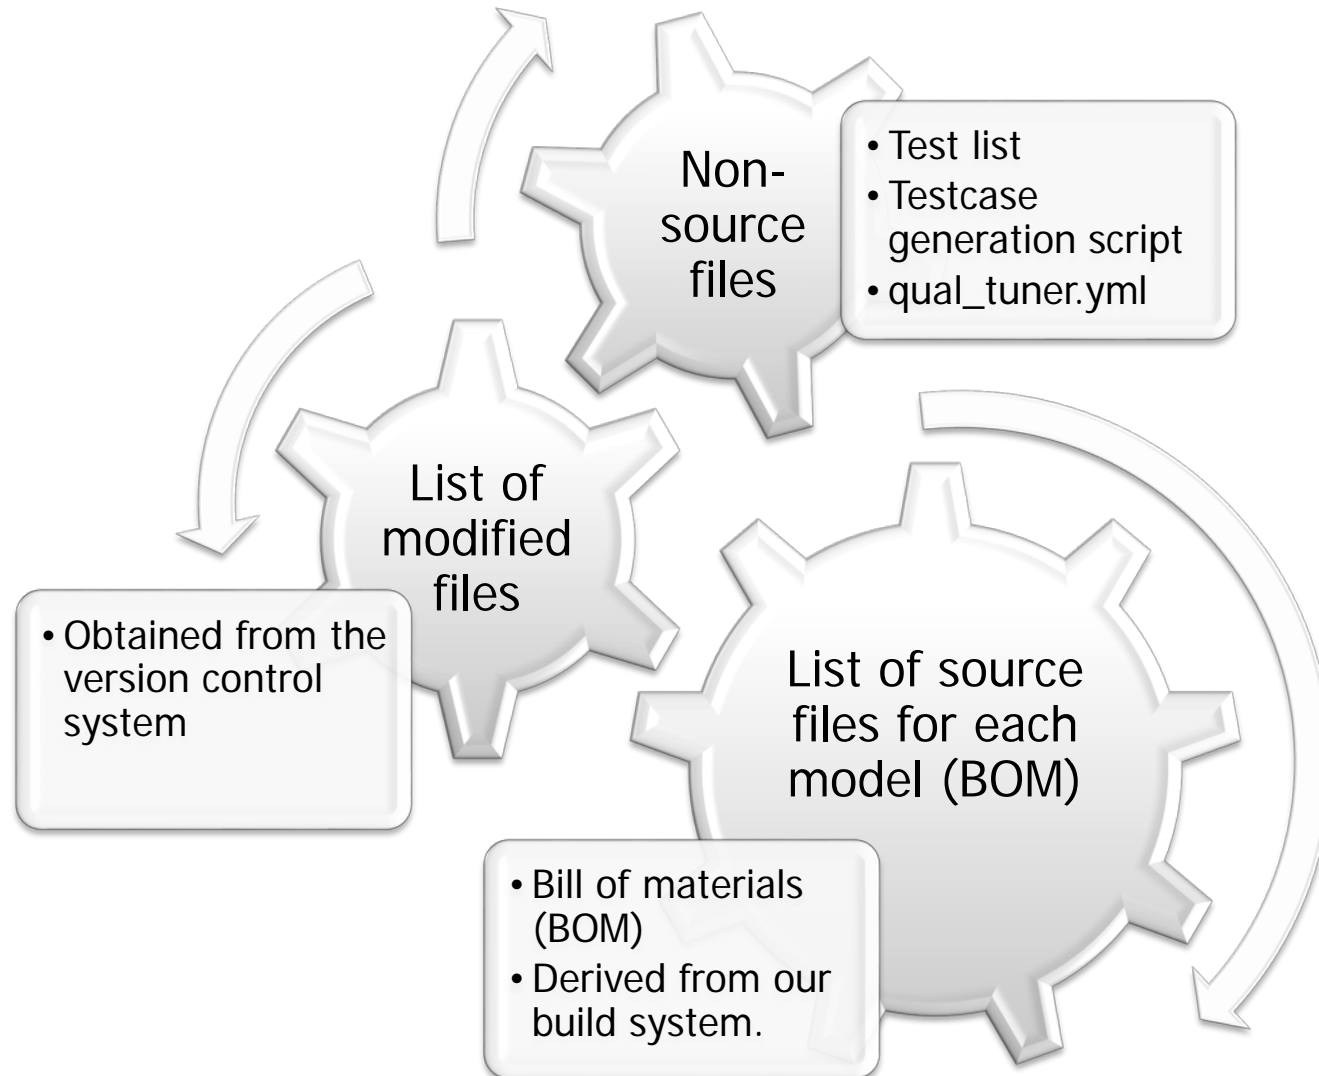 Non-
source
files
• Test list
• Testcase
generation script
• qual_tuner.yml
List of
modified
files
• Obtained from the
version control
system
List of source
files for each
model (BOM)
• Bill of materials
(BOM)
• Derived from our
build system.